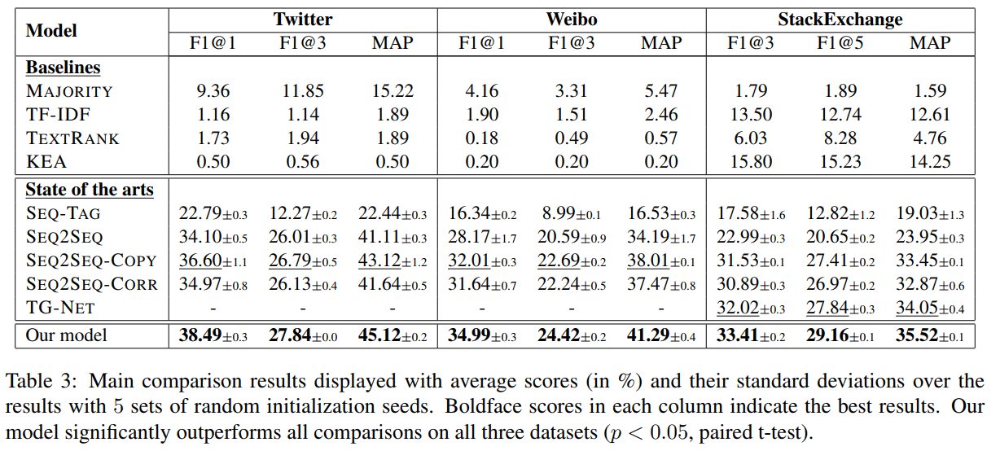 Model Twitter Weibo StackExchange
F1@1 F1@3 MAP F1@1 F1@3 MAP F1@3 F1@5 MAP
Baselines
MAJORITY 9.36 11.85 15.22 4.16 3.31 5.47 1.79 1.89 1.59
TF-IDF 1.16 1.14 1.89 1.90 1.51 2.46 13.50 12.74 12.61
TEXTRANK 1.73 1.94 1.89 0.18 0.49 0.57 6.03 8.28 4.76
KEA 0.50 0.56 0.50 0.20 0.20 0.20 15.80 15.23 14.25
State of the arts
SEQ-TAG 22.79±0.3 12.27±0.2 22.44±0.3 16.34±0.2 8.99±0.1 16.53±0.3 17.58±1.6 12.82±1.2 19.03±1.3
SEQ2SEQ 34.10±0.5 26.01±0.3 41.11±0.3 28.17±1.7 20.59±0.9 34.19±1.7 22.99±0.3 20.65±0.2 23.95±0.3
SEQ2SEQ-COPY 36.60±1.1 26.79±0.5 43.12±1.2 32.01±0.3 22.69±0.2 38.01±0.1 31.53±0.1 27.41±0.2 33.45±0.1
SEQ2SEQ-CORR 34.97±0.8 26.13±0.4 41.64±0.5 31.64±0.7 22.24±0.5 37.47±0.8 30.89±0.3 26.97±0.2 32.87±0.6
TG-NET - - - - - - 32.02±0.3 27.84±0.3 34.05±0.4
Our model 38.49±0.3 27.84±0.0 45.12±0.2 34.99±0.3 24.42±0.2 41.29±0.4 33.41±0.2 29.16±0.1 35.52±0.1
Table 3: Main comparison results displayed with average scores (in %) and their standard deviations over the
results with 5 sets of random initialization seeds. Boldface scores in each column indicate the best results. Our
model significantly outperforms all comparisons on all three datasets (p < 0.05, paired t-test).